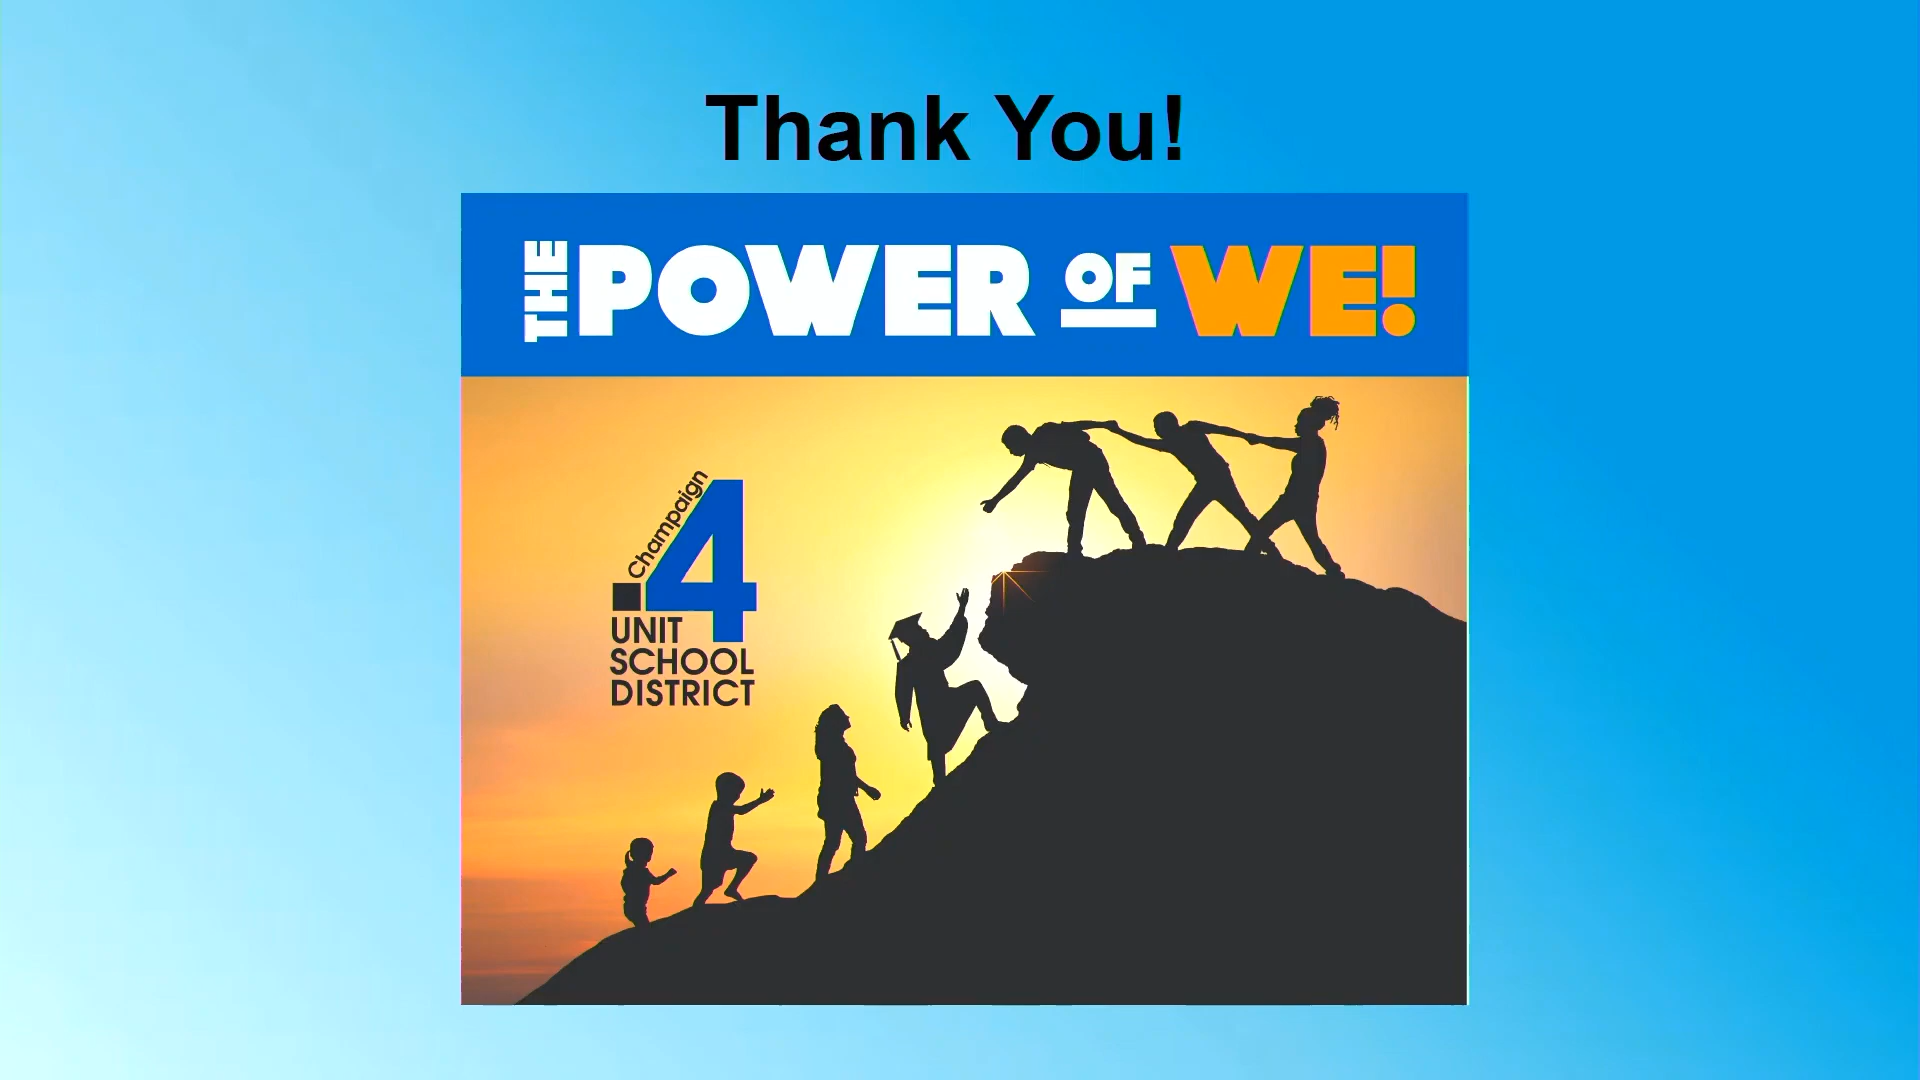 Thank You!
THE POWER OF WE!
Champaign
4
UNIT
SCHOOL
DISTRICT